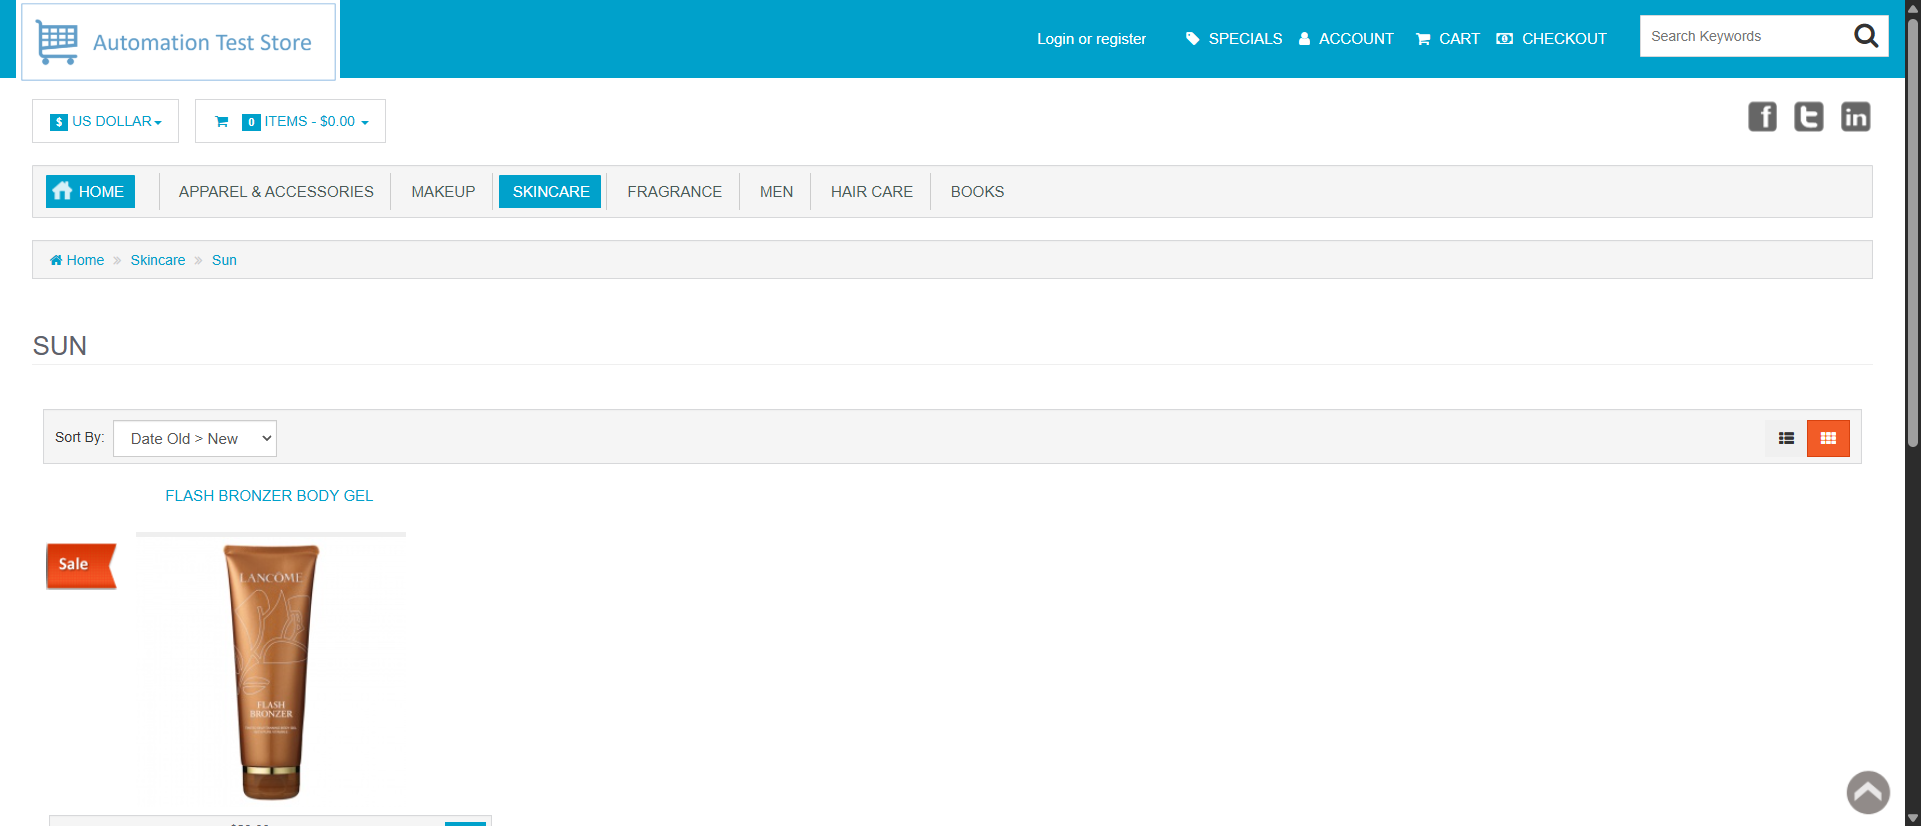 Automation Test Store
Login or register
SPECIALS
ACCOUNT
CART
CHECKOUT
Search Keywords
$ US DOLLAR
0 ITEMS - $0.00
f
t
in
HOME
APPAREL & ACCESSORIES
MAKEUP
SKINCARE
FRAGRANCE
MEN
HAIR CARE
BOOKS
Home » Skincare » Sun
SUN
Sort By:
Date Old > New
FLASH BRONZER BODY GEL
Sale
LANCÔME
FLASH
BRONZER